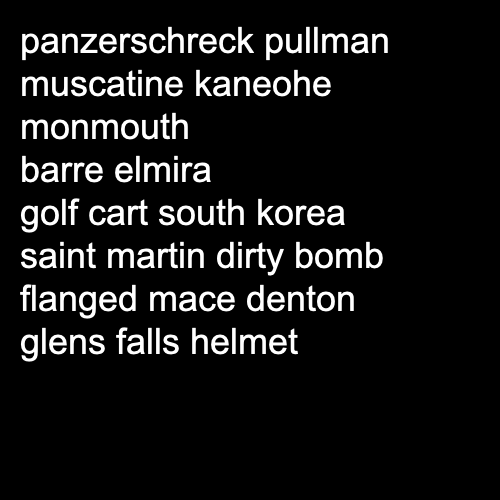 panzerschreck pullman
muscatine kaneohe
monmouth
barre elmira
golf cart south korea
saint martin dirty bomb
flanged mace denton
glens falls helmet